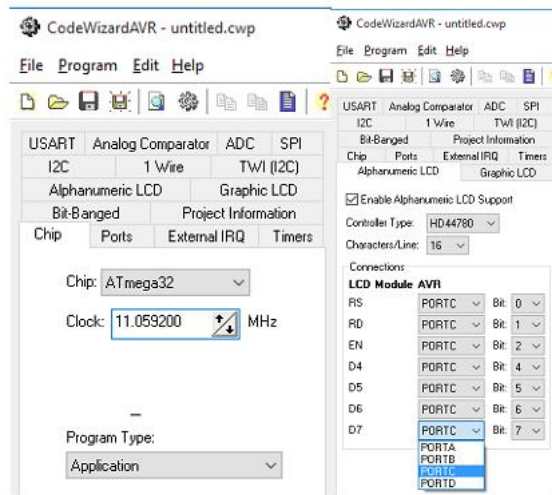 CodeWizardAVR - untitled.cwp
File Program Edit Help
USART Analog Comparator ADC SPI
I2C 1 Wire TWI (I2C)
Alphanumeric LCD Graphic LCD
Bit-Banged Project Information
Chip Ports External IRQ Timers
Chip: ATmega32
Clock: 11.059200 MHz
Program Type:
Application
CodeWizardAVR - untitled.cwp
File Program Edit Help
USART Analog Comparator ADC SPI
I2C 1 Wire TWI (I2C)
Bit-Banged Project Information
Chip Ports External IRQ Timers
Alphanumeric LCD Graphic LCD
Enable Alphanumeric LCD Support
Controller Type: HD44780
Characters/Line: 16
Connections
LCD Module AVR
RS PORTC Bit: 0
RD PORTC Bit: 1
EN PORTC Bit: 2
D4 PORTC Bit: 4
D5 PORTC Bit: 5
D6 PORTC Bit: 6
D7 PORTC Bit: 7
PORTA
PORTB
PORTC
PORTD